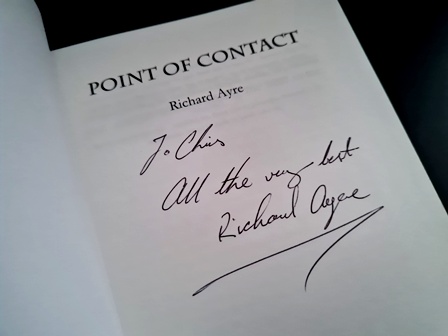 POINT OF CONTACT
Richard Ayre
To Chris
All the very best
Richard Ayre